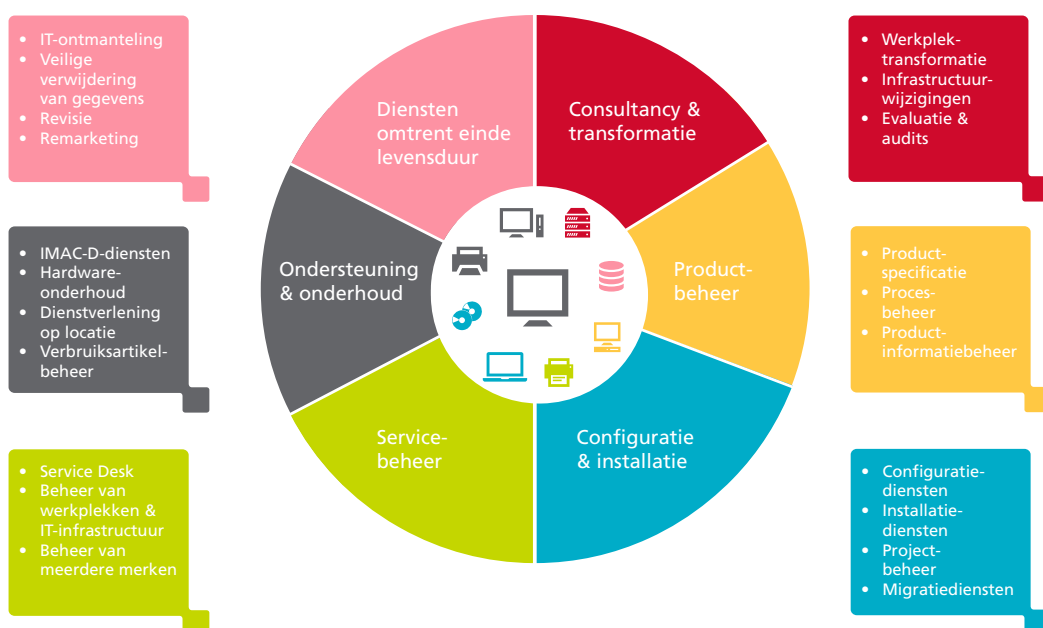 • IT-ontmanteling
• Veilige
verwijdering
van gegevens
• Revisie
• Remarketing
Diensten
omtrent einde
levensduur
Consultancy &
transformatie
• Werkplek-
transformatie
• Infrastructuur-
wijzigingen
• Evaluatie &
audits
• IMAC-D-diensten
• Hardware-
onderhoud
• Dienstverlening
op locatie
• Verbruiksartikel-
beheer
Ondersteuning
& onderhoud
Product-
beheer
• Product-
specificatie
• Proces-
beheer
• Product-
informatiebeheer
• Service Desk
• Beheer van
werkplekken &
IT-infrastructuur
• Beheer van
meerdere merken
Service-
beheer
Configuratie
& installatie
• Configuratie-
diensten
• Installatie-
diensten
• Project-
beheer
• Migratiediensten